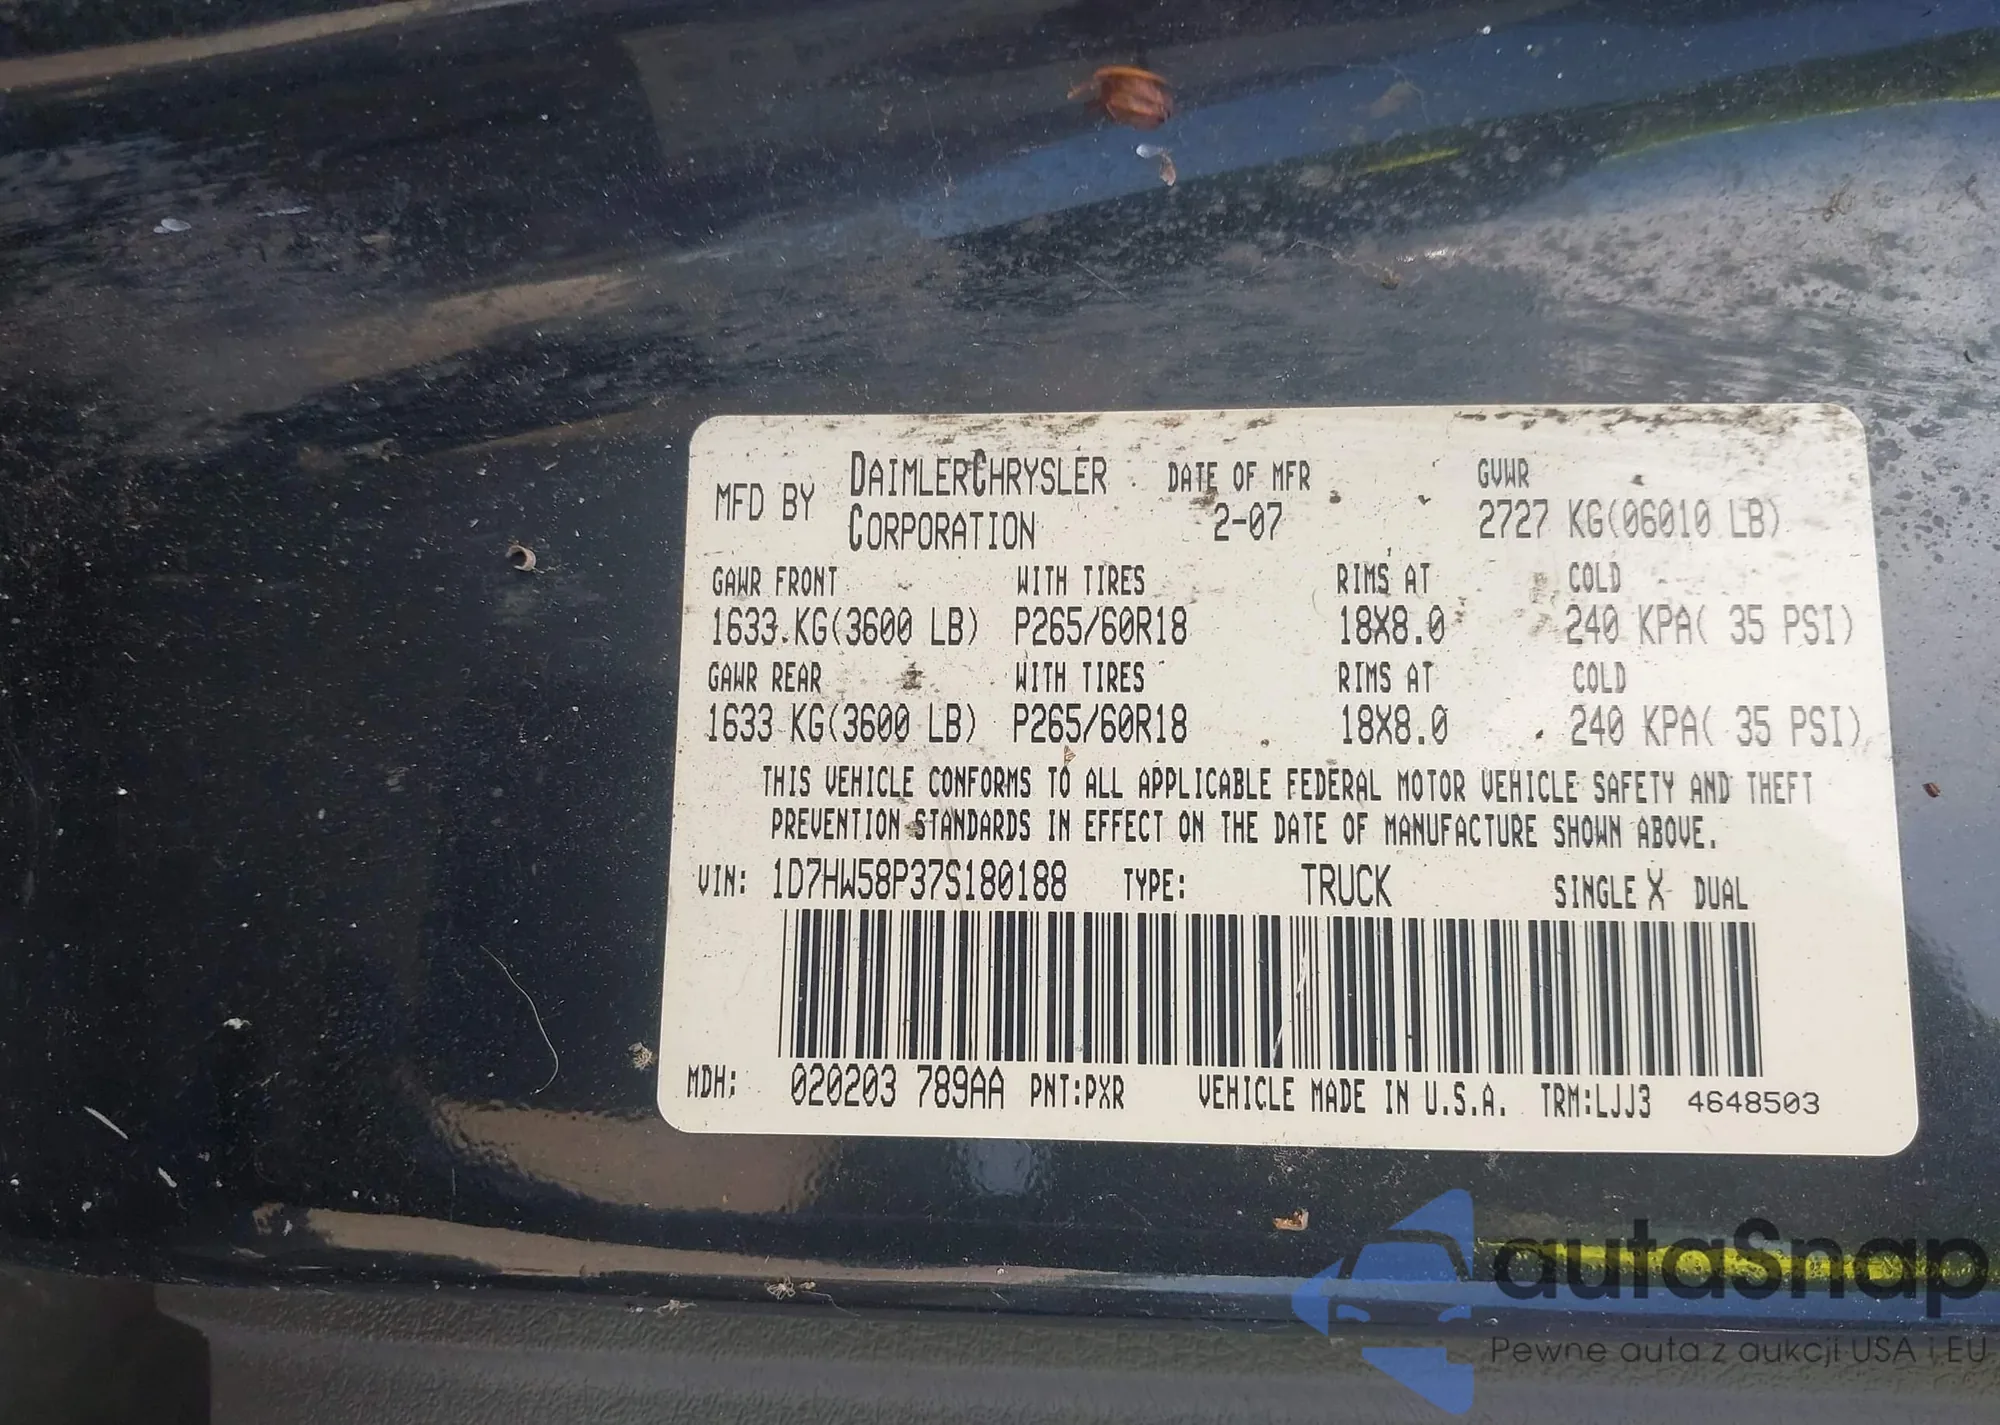 MFD BY DAIMLERCHRYSLER CORPORATION DATE OF MFR 2-07 GVWR 2727 KG(06010 LB)
GAWR FRONT WITH TIRES RIMS AT COLD
1633 KG(3600 LB) P265/60R18 18X8.0 240 KPA( 35 PSI)
GAWR REAR WITH TIRES RIMS AT COLD
1633 KG(3600 LB) P265/60R18 18X8.0 240 KPA( 35 PSI)
THIS VEHICLE CONFORMS TO ALL APPLICABLE FEDERAL MOTOR VEHICLE SAFETY AND THEFT
PREVENTION STANDARDS IN EFFECT ON THE DATE OF MANUFACTURE SHOWN ABOVE.
VIN: 1D7HW58P37S180188 TYPE: TRUCK SINGLE X DUAL
MDH: 020203 789AA PNT:PXR VEHICLE MADE IN U.S.A. TRM:LJJ3 4648503
autaSnap
Pewne auta z aukcji USA i EU